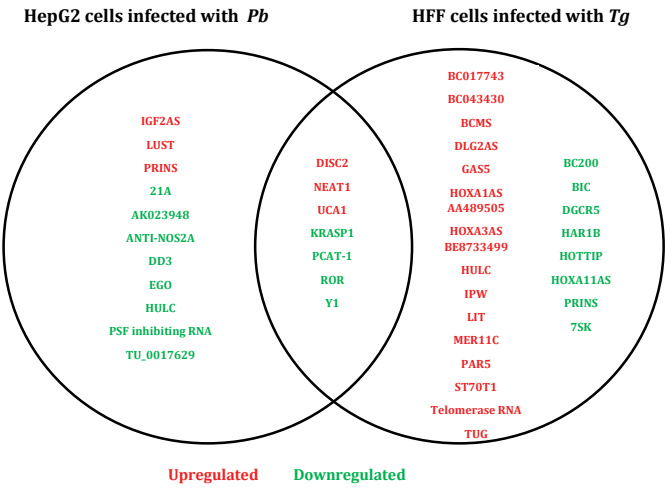 HepG2 cells infected with Pb
HFF cells infected with Tg
IGF2AS
LUST
PRINS
21A
AK023948
ANTI-NOS2A
DD3
EGO
HULC
PSF inhibiting RNA
TU_0017629
DISC2
NEAT1
UCA1
KRASP1
PCAT-1
ROR
Y1
BC017743
BC043430
BCMS
DLG2AS
GAS5
HOXA1AS
AA489505
HOXA3AS
BE8733499
HULC
IPW
LIT
MER11C
PAR5
ST70T1
Telomerase RNA
TUG
BC200
BIC
DGCR5
HAR1B
HOTTIP
HOXA11AS
PRINS
7SK
Upregulated
Downregulated